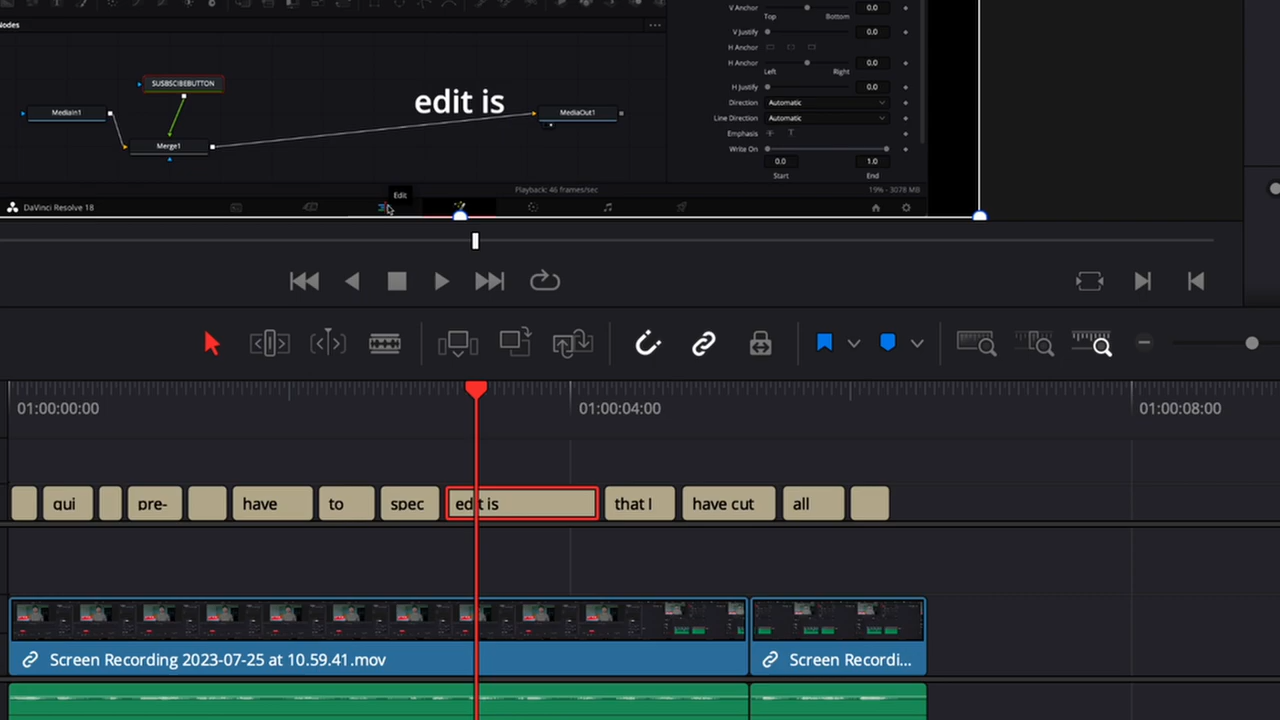 V Anchor 0.0
Top Bottom
V Justify 0.0
H Anchor
H Anchor 0.0
Left Right
H Justify 0.0
Direction Automatic
Line Direction Automatic
Emphasis T
Write On
0.0 1.0
Start End
Nodes
SUSBSCIBEBUTTON
edit is
MediaIn1
MediaOut1
Merge1
Playback: 46 frames/sec
19% - 3078 MB
Edit
DaVinci Resolve 18
01:00:00:00 01:00:04:00 01:00:08:00
qui pre- have to spec edit is that I have cut all
Screen Recording 2023-07-25 at 10.59.41.mov Screen Recordi...